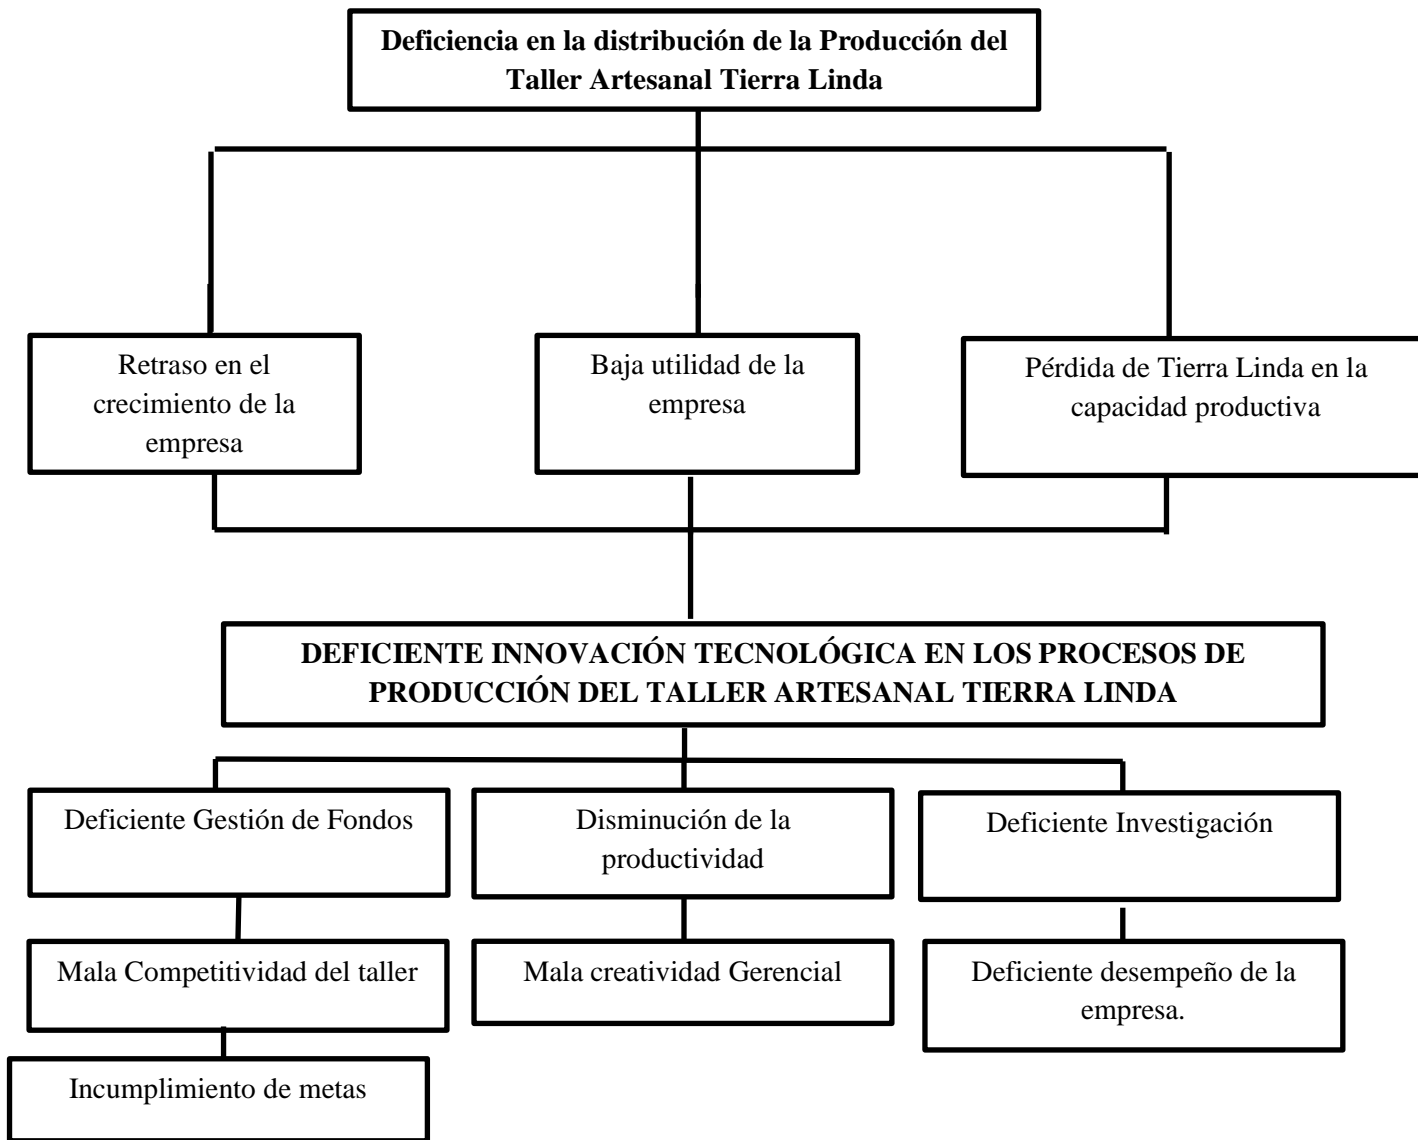 Deficiencia en la distribución de la Producción del
Taller Artesanal Tierra Linda
Retraso en el
crecimiento de la
empresa
Baja utilidad de la
empresa
Pérdida de Tierra Linda en la
capacidad productiva
DEFICIENTE INNOVACIÓN TECNOLÓGICA EN LOS PROCESOS DE
PRODUCCIÓN DEL TALLER ARTESANAL TIERRA LINDA
Deficiente Gestión de Fondos
Disminución de la
productividad
Deficiente Investigación
Mala Competitividad del taller
Mala creatividad Gerencial
Deficiente desempeño de la
empresa.
Incumplimiento de metas